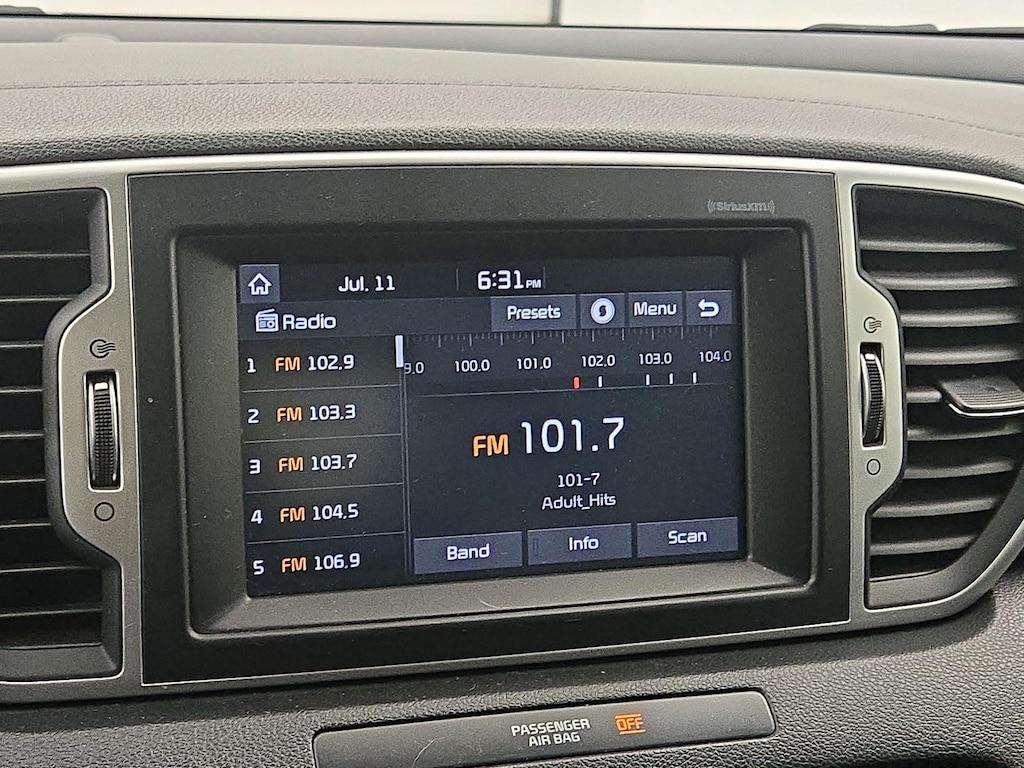 ((SiriusXM))
Jul. 11 6:31PM
Radio Presets Menu
9.0 100.0 101.0 102.0 103.0 104.0
1 FM 102.9
2 FM 103.3
3 FM 103.7
4 FM 104.5
5 FM 106.9
FM 101.7
101-7
Adult_Hits
Band Info Scan
PASSENGER
AIR BAG OFF